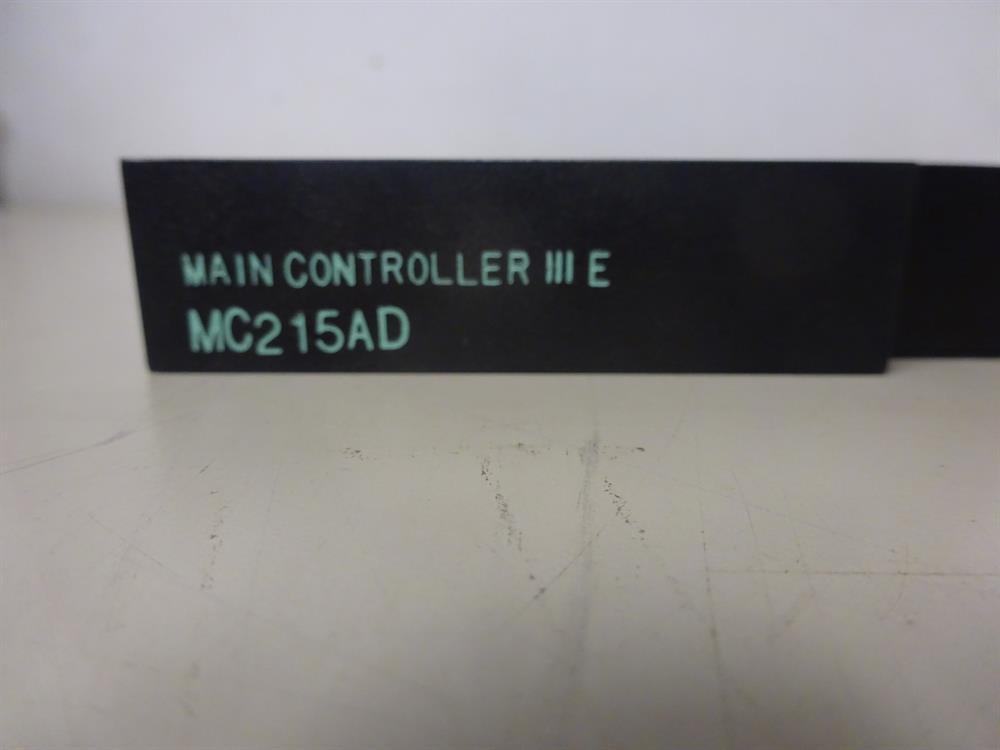 MAIN CONTROLLER III E
MC215AD